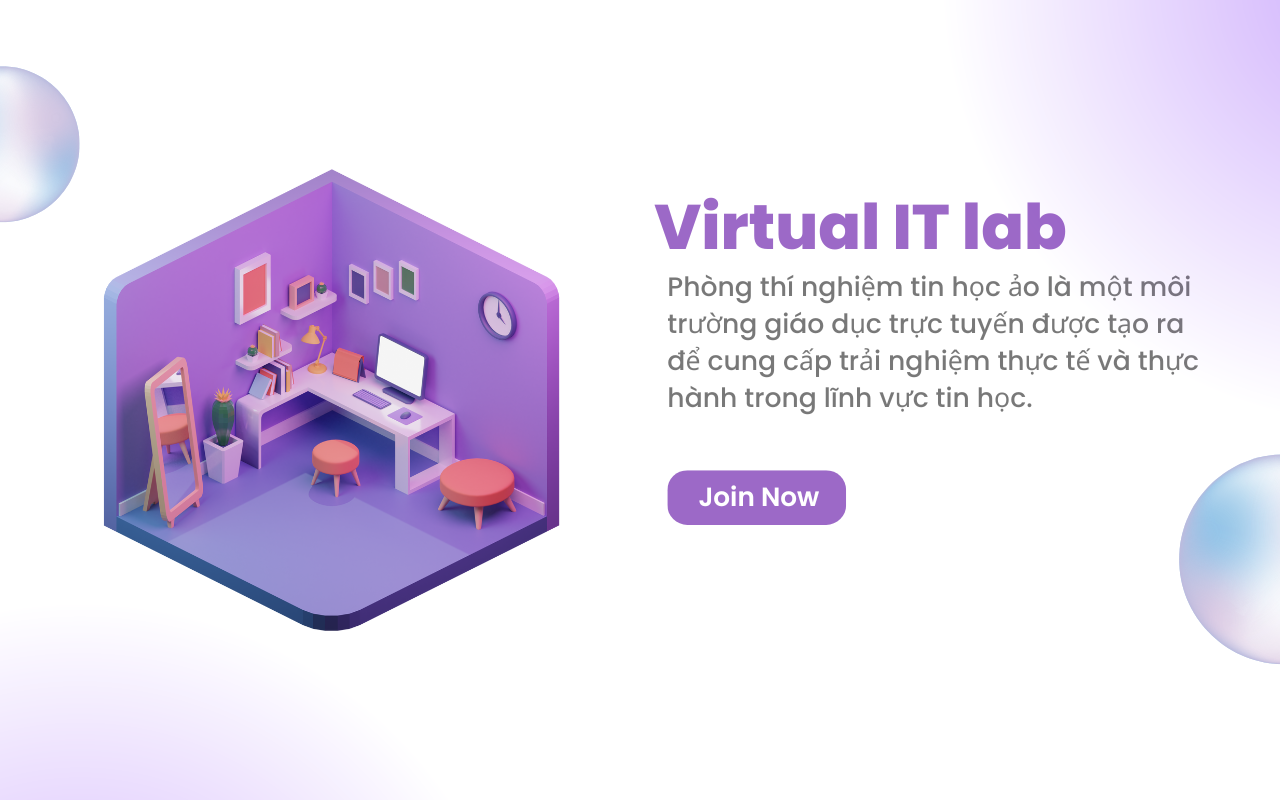 Virtual IT lab
Phòng thí nghiệm tin học ảo là một môi
trường giáo dục trực tuyến được tạo ra
để cung cấp trải nghiệm thực tế và thực
hành trong lĩnh vực tin học.
Join Now